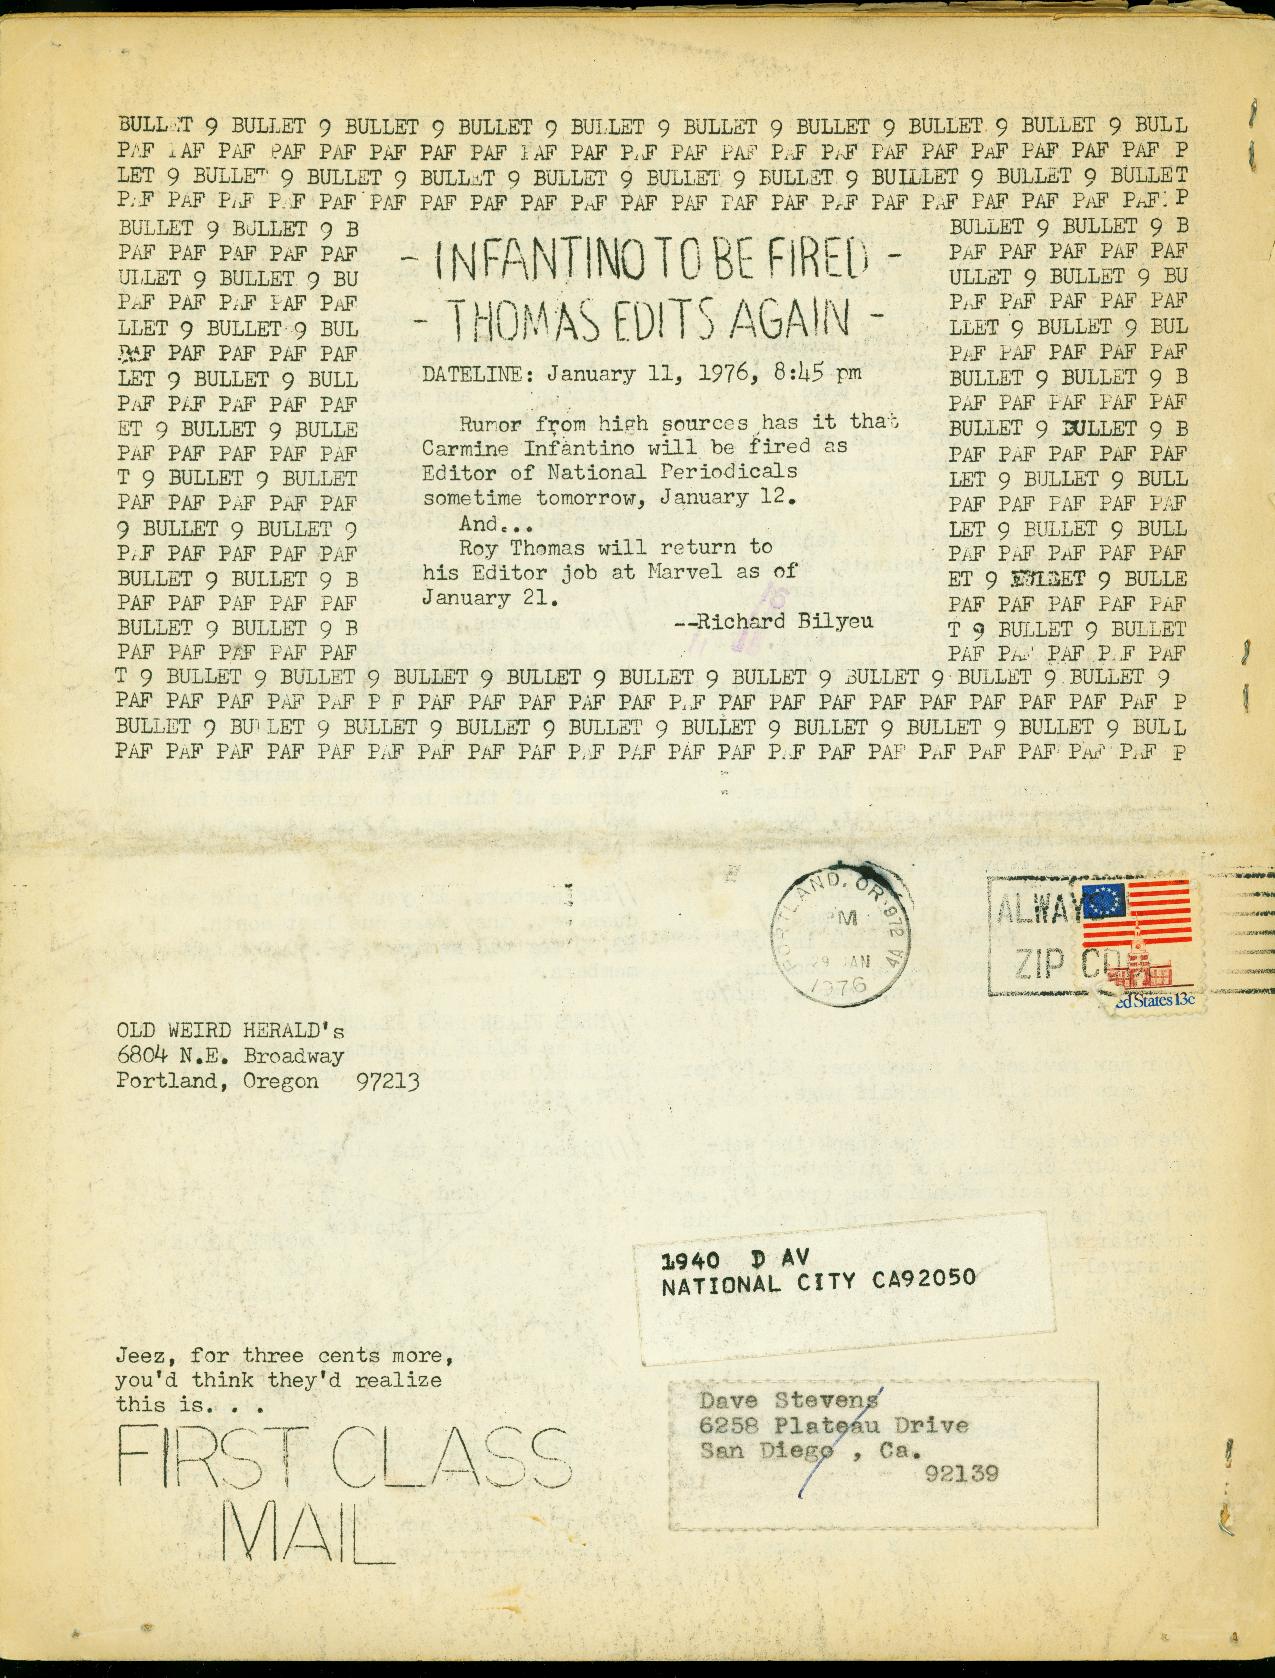 BULLET 9 BULLET 9 BULLET 9 BULLET 9 BULLET 9 BULLET 9 BULLET 9 BULLET 9 BULLET 9 BULL
PAF PAF PAF PAF PAF PAF PAF PAF PAF PAF PAF PAF PAF PAF PAF PAF PAF PAF PAF PAF PAF P
LET 9 BULLET 9 BULLET 9 BULLET 9 BULLET 9 BULLET 9 BULLET 9 BUILLET 9 BULLET 9 BULLET
PAF PAF PAF PAF PAF PAF PAF PAF PAF PAF PAF PAF PAF PAF PAF PAF PAF PAF PAF PAF PAF P
BULLET 9 BULLET 9 B BULLET 9 BULLET 9 B
- INFANTINO TO BE FIRED -
PAF PAF PAF PAF PAF PAF PAF PAF PAF PAF
ULLET 9 BULLET 9 BU ULLET 9 BULLET 9 BU
PAF PAF PAF PAF PAF PAF PAF PAF PAF PAF
- THOMAS EDITS AGAIN -
LLET 9 BULLET 9 BUL LLET 9 BULLET 9 BUL
PAF PAF PAF PAF PAF PAF PAF PAF PAF PAF
LET 9 BULLET 9 BULL DATELINE: January 11, 1976, 8:45 pm BULLET 9 BULLET 9 B
PAF PAF PAF PAF PAF PAF PAF PAF PAF PAF
ET 9 BULLET 9 BULLE Rumor from high sources has it that BULLET 9 BULLET 9 B
PAF PAF PAF PAF PAF Carmine Infantino will be fired as PAF PAF PAF PAF PAF
T 9 BULLET 9 BULLET Editor of National Periodicals LET 9 BULLET 9 BULL
PAF PAF PAF PAF PAF sometime tomorrow, January 12. PAF PAF PAF PAF PAF
9 BULLET 9 BULLET 9 And... LET 9 BULLET 9 BULL
PAF PAF PAF PAF PAF Roy Thomas will return to PAF PAF PAF PAF PAF
BULLET 9 BULLET 9 B his Editor job at Marvel as of ET 9 BULLET 9 BULLE
PAF PAF PAF PAF PAF January 21. PAF PAF PAF PAF PAF
BULLET 9 BULLET 9 B --Richard Bilyeu T 9 BULLET 9 BULLET
PAF PAF PAF PAF PAF PAF PAF PAF PAF PAF
T 9 BULLET 9 BULLET 9 BULLET 9 BULLET 9 BULLET 9 BULLET 9 BULLET 9 BULLET 9 BULLET 9
PAF PAF PAF PAF PAF P F PAF PAF PAF PAF PAF PAF PAF PAF PAF PAF PAF PAF PAF PAF PAF P
BULLET 9 BULLET 9 BULLET 9 BULLET 9 BULLET 9 BULLET 9 BULLET 9 BULLET 9 BULLET 9 BULL
PAF PAF PAF PAF PAF PAF PAF PAF PAF PAF PAF PAF PAF PAF PAF PAF PAF PAF PAF PAF PAF P
PORTLAND, OR. 972
PM
29 JAN
1976
4A
ALWAYS
ZIP CO
ed States 13c
OLD WEIRD HERALD's
6804 N.E. Broadway
Portland, Oregon 97213
1940 D AV
NATIONAL CITY CA92050
Jeez, for three cents more,
you'd think they'd realize
this is. . .
FIRST CLASS
MAIL
Dave Stevens
6258 Plateau Drive
San Diego , Ca.
92139